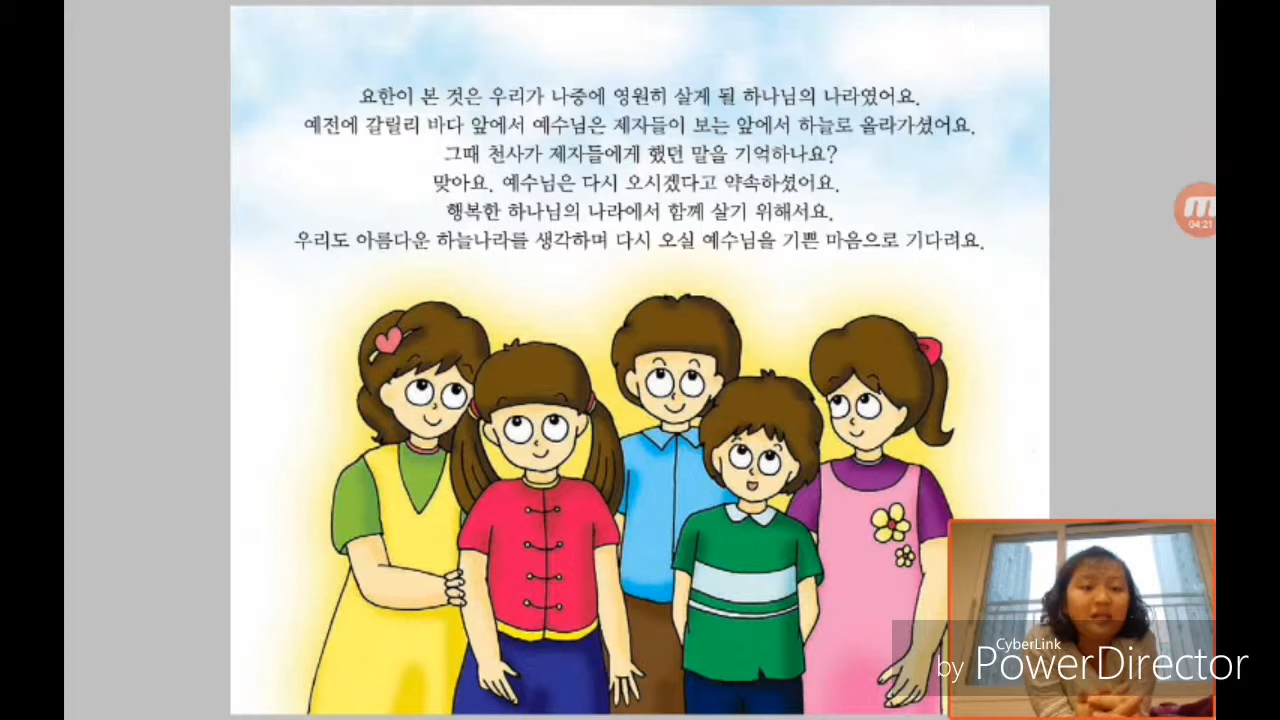 요한이 본 것은 우리가 나중에 영원히 살게 될 하나님의 나라였어요.
예전에 갈릴리 바다 앞에서 예수님은 제자들이 보는 앞에서 하늘로 올라가셨어요.
그때 천사가 제자들에게 했던 말을 기억하나요?
맞아요. 예수님은 다시 오시겠다고 약속하셨어요.
행복한 하나님의 나라에서 함께 살기 위해서요.
우리도 아름다운 하늘나라를 생각하며 다시 오실 예수님을 기쁜 마음으로 기다려요.
04:21
CyberLink
by PowerDirector